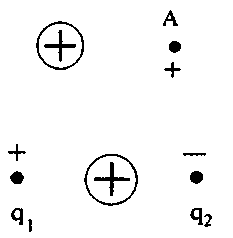 A
+
+
+ + −
q₁ q₂